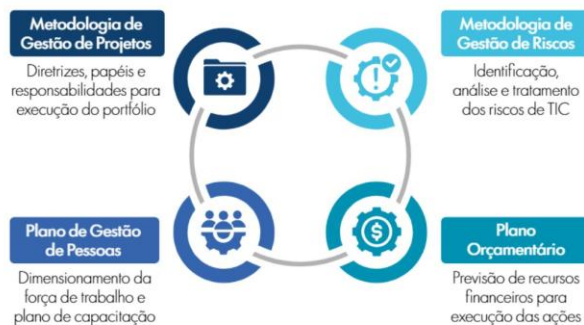 Metodologia de
Gestão de Projetos
Diretrizes, papéis e
responsabilidades para
execução do portfólio
Metodologia de
Gestão de Riscos
Identificação,
análise e tratamento
dos riscos de TIC
Plano de Gestão
de Pessoas
Dimensionamento da
força de trabalho e
plano de capacitação
Plano
Orçamentário
Previsão de recursos
financeiros para
execução das ações